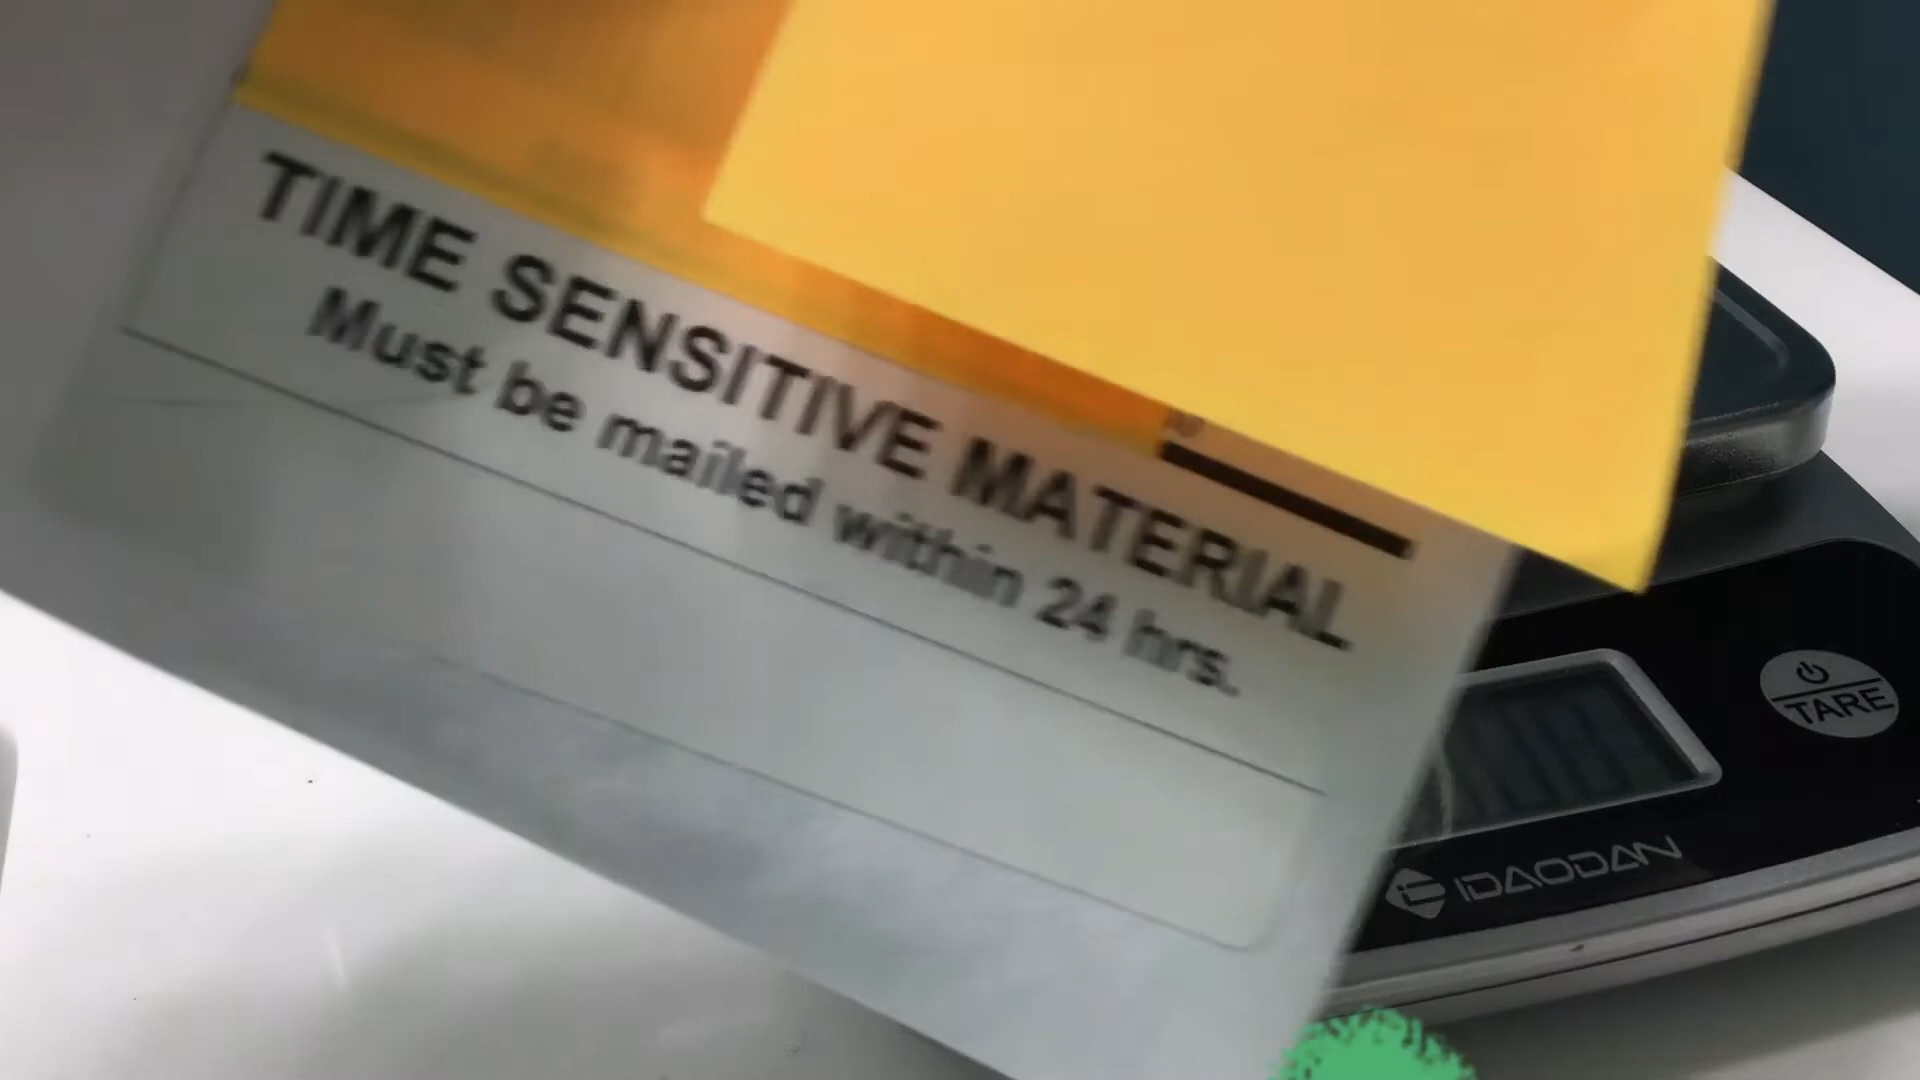 TIME SENSITIVE MATERIAL
Must be mailed within 24 hrs.
TARE
IDAODAN